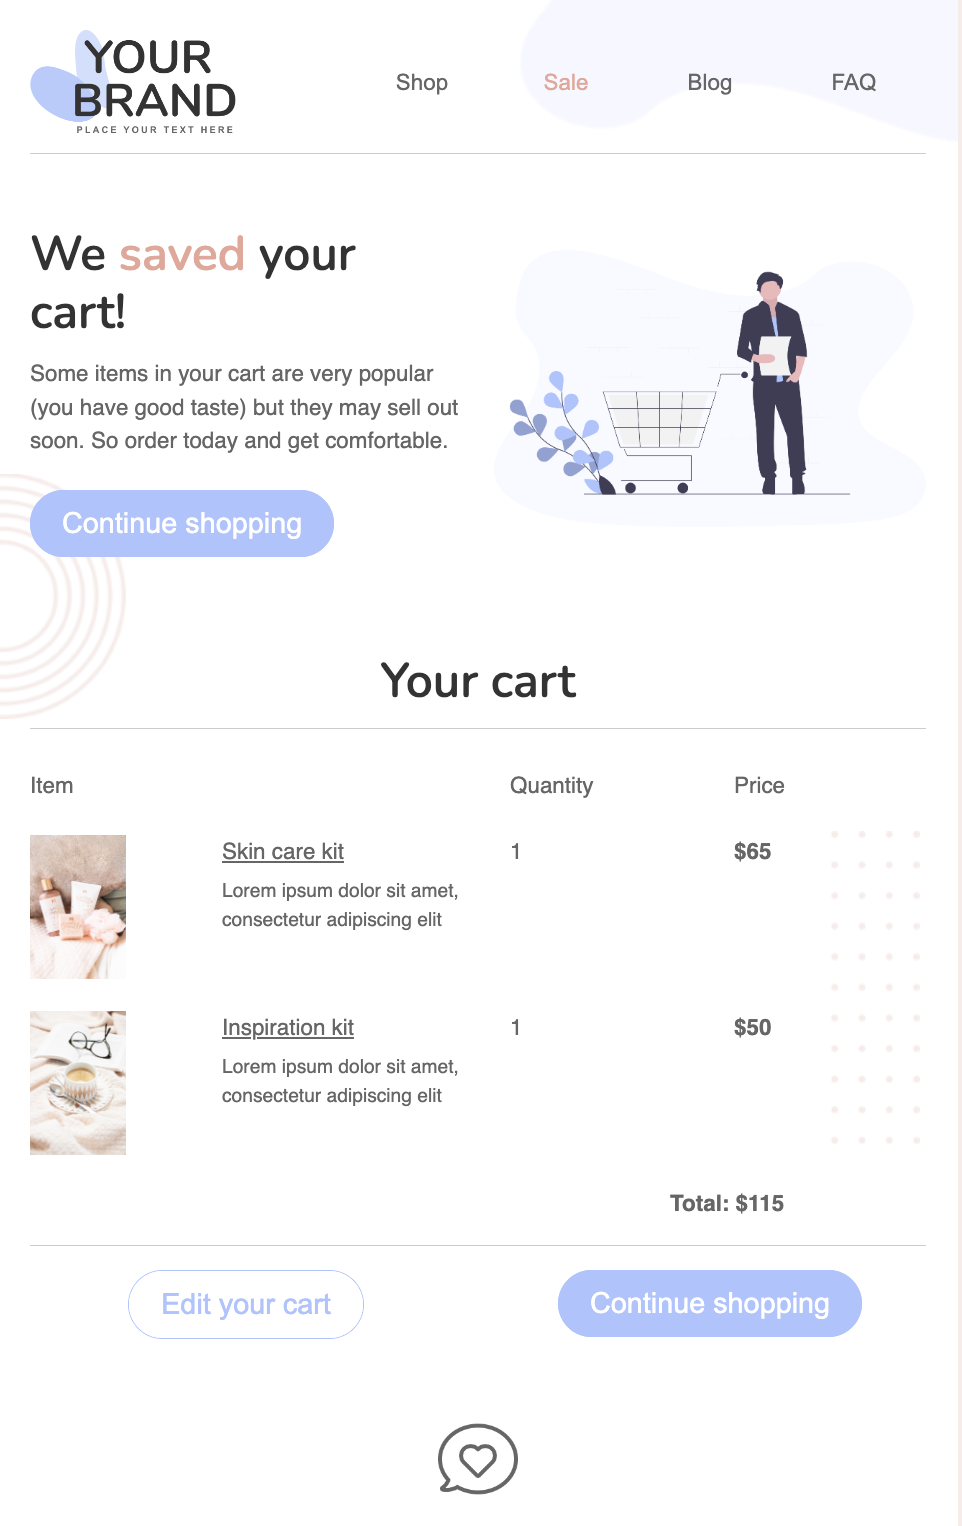 YOUR
BRAND
PLACE YOUR TEXT HERE
Shop Sale Blog FAQ
We saved your
cart!
Some items in your cart are very popular
(you have good taste) but they may sell out
soon. So order today and get comfortable.
Continue shopping
Your cart
Item Quantity Price
Skin care kit 1 $65
Lorem ipsum dolor sit amet,
consectetur adipiscing elit
Inspiration kit 1 $50
Lorem ipsum dolor sit amet,
consectetur adipiscing elit
Total: $115
Edit your cart Continue shopping